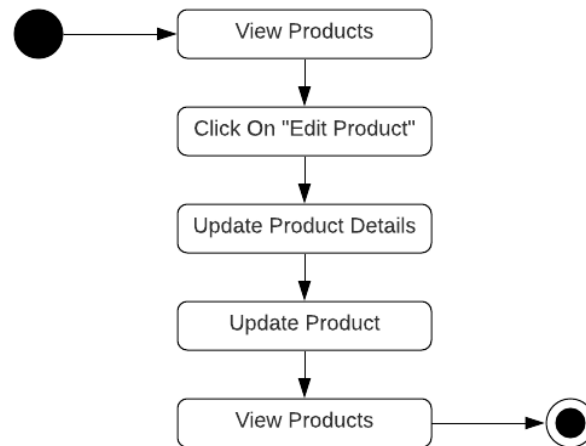 View Products
Click On "Edit Product"
Update Product Details
Update Product
View Products